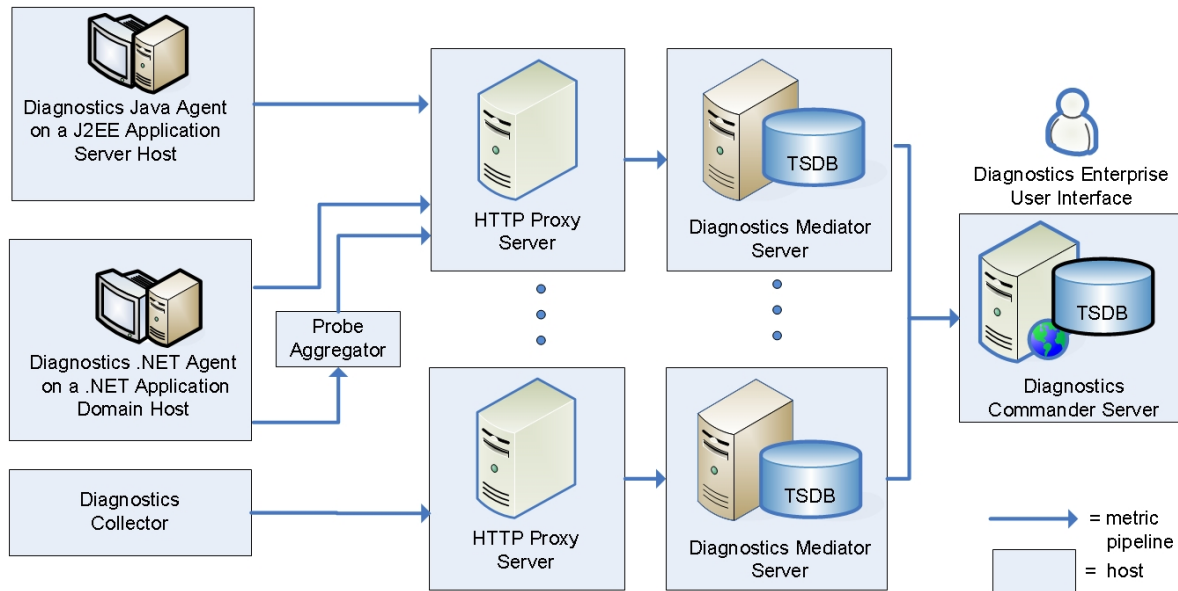 Diagnostics Java Agent
on a J2EE Application
Server Host
HTTP Proxy
Server
TSDB
Diagnostics Mediator
Server
Diagnostics Enterprise
User Interface
TSDB
Diagnostics
Commander Server
Diagnostics .NET Agent
on a .NET Application
Domain Host
Probe
Aggregator
Diagnostics
Collector
HTTP Proxy
Server
TSDB
Diagnostics Mediator
Server
= metric
pipeline
= host